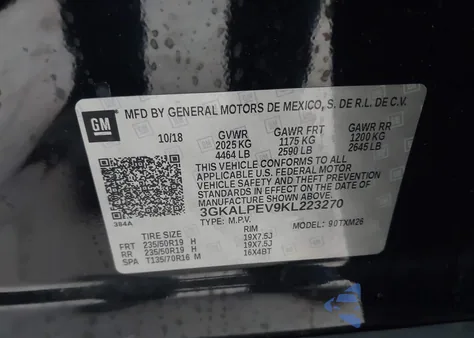 MFD BY GENERAL MOTORS DE MEXICO, S. DE R.L. DE C.V.
GM 10/18 GVWR GAWR FRT GAWR RR
2025 KG 1175 KG 1200 KG
4464 LB 2590 LB 2645 LB
THIS VEHICLE CONFORMS TO ALL
APPLICABLE U.S. FEDERAL MOTOR
VEHICLE SAFETY AND THEFT PREVENTION
STANDARDS IN EFFECT ON THE DATE OF
MANUFACTURE SHOWN ABOVE.
3GKALPEV9KL223270
394A TYPE: M.P.V. MODEL: 90TXM26
TIRE SIZE RIM
FRT 235/50R19 H 19X7.5J
RR 235/50R19 H 19X7.5J
SPA T135/70R16 M 16X4BT